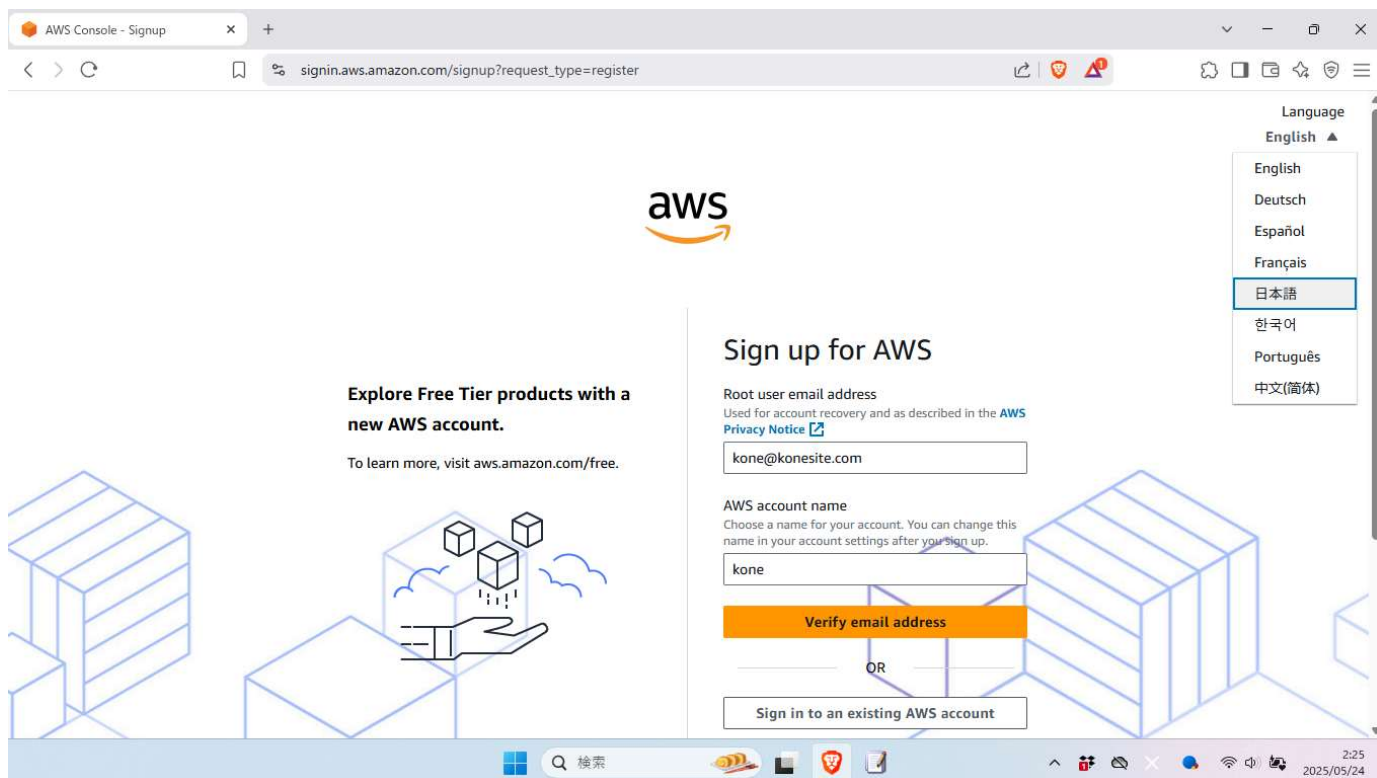 AWS Console - Signup
signin.aws.amazon.com/signup?request_type=register
1
Language
English ▲
English
Deutsch
Español
Français
日本語
한국어
Português
中文(简体)
aws
Explore Free Tier products with a
new AWS account.
To learn more, visit aws.amazon.com/free.
Sign up for AWS
Root user email address
Used for account recovery and as described in the AWS
Privacy Notice
kone@konesite.com
AWS account name
Choose a name for your account. You can change this
name in your account settings after you sign up.
kone
Verify email address
OR
Sign in to an existing AWS account
検索
2:25
2025/05/24